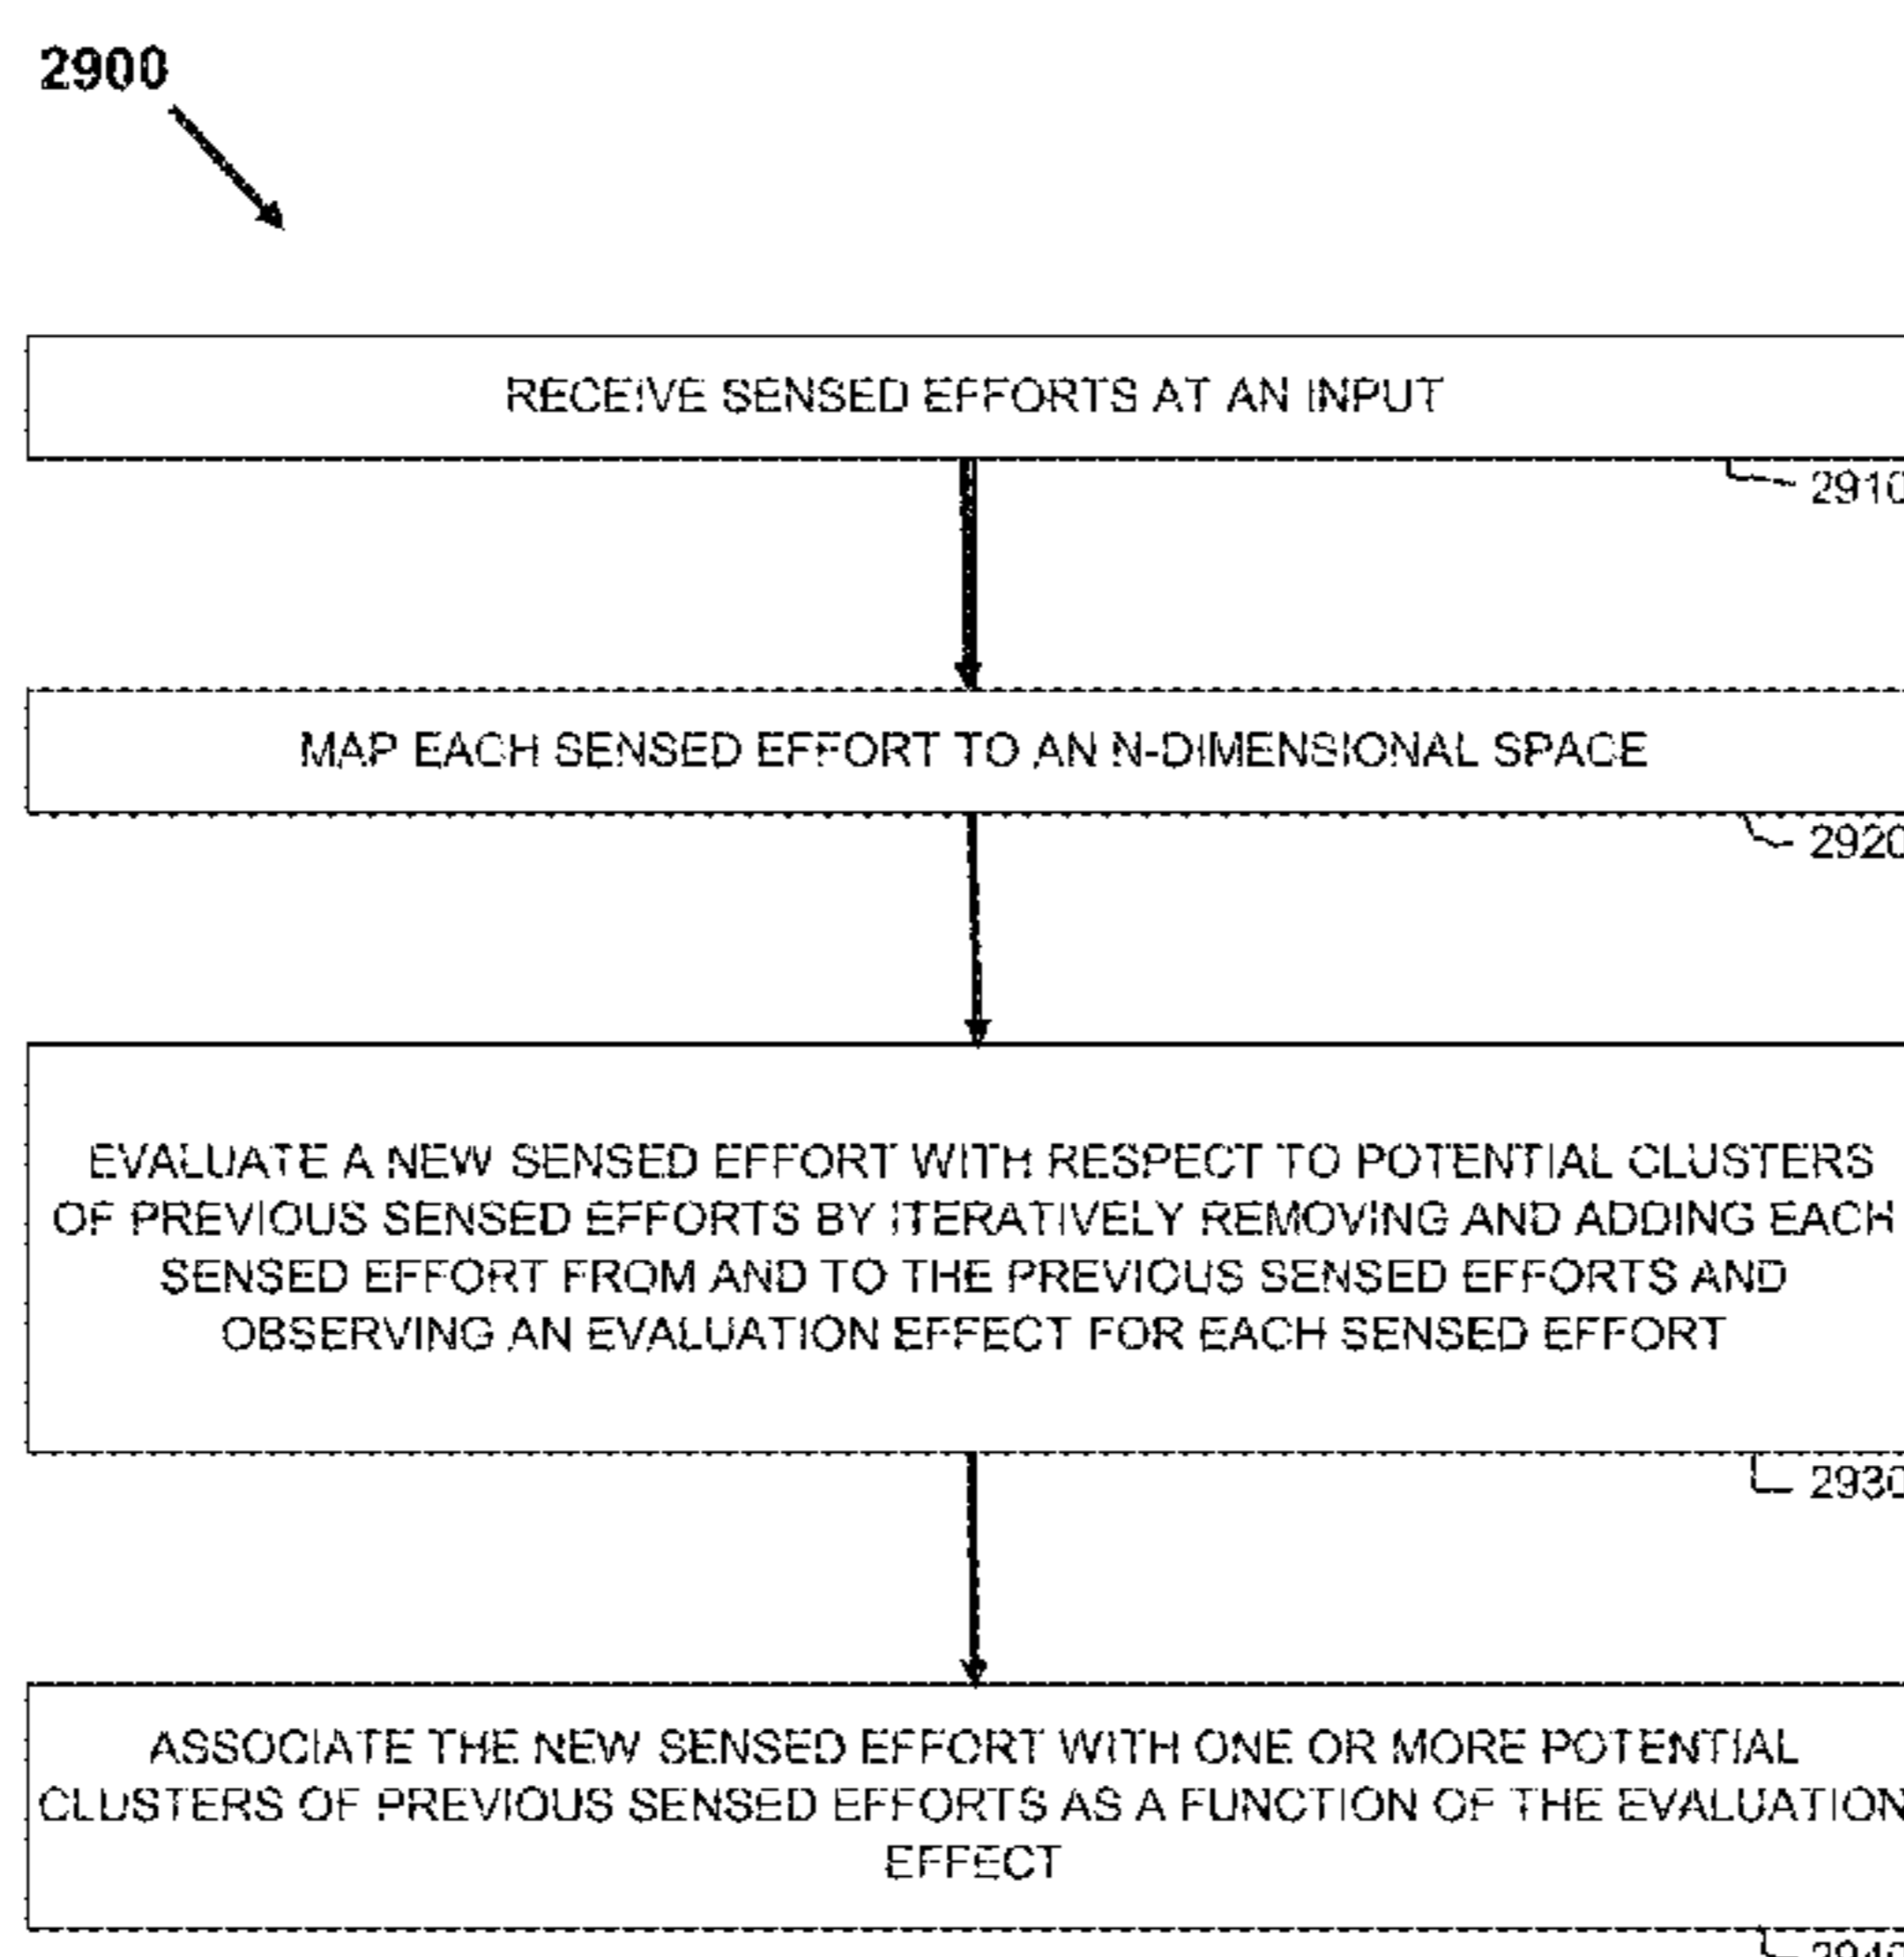 2900
RECEIVE SENSED EFFORTS AT AN INPUT
2910
MAP EACH SENSED EFFORT TO AN N-DIMENSIONAL SPACE
2920
EVALUATE A NEW SENSED EFFORT WITH RESPECT TO POTENTIAL CLUSTERS
OF PREVIOUS SENSED EFFORTS BY ITERATIVELY REMOVING AND ADDING EACH
SENSED EFFORT FROM AND TO THE PREVIOUS SENSED EFFORTS AND
OBSERVING AN EVALUATION EFFECT FOR EACH SENSED EFFORT
2930
ASSOCIATE THE NEW SENSED EFFORT WITH ONE OR MORE POTENTIAL
CLUSTERS OF PREVIOUS SENSED EFFORTS AS A FUNCTION OF THE EVALUATION
EFFECT